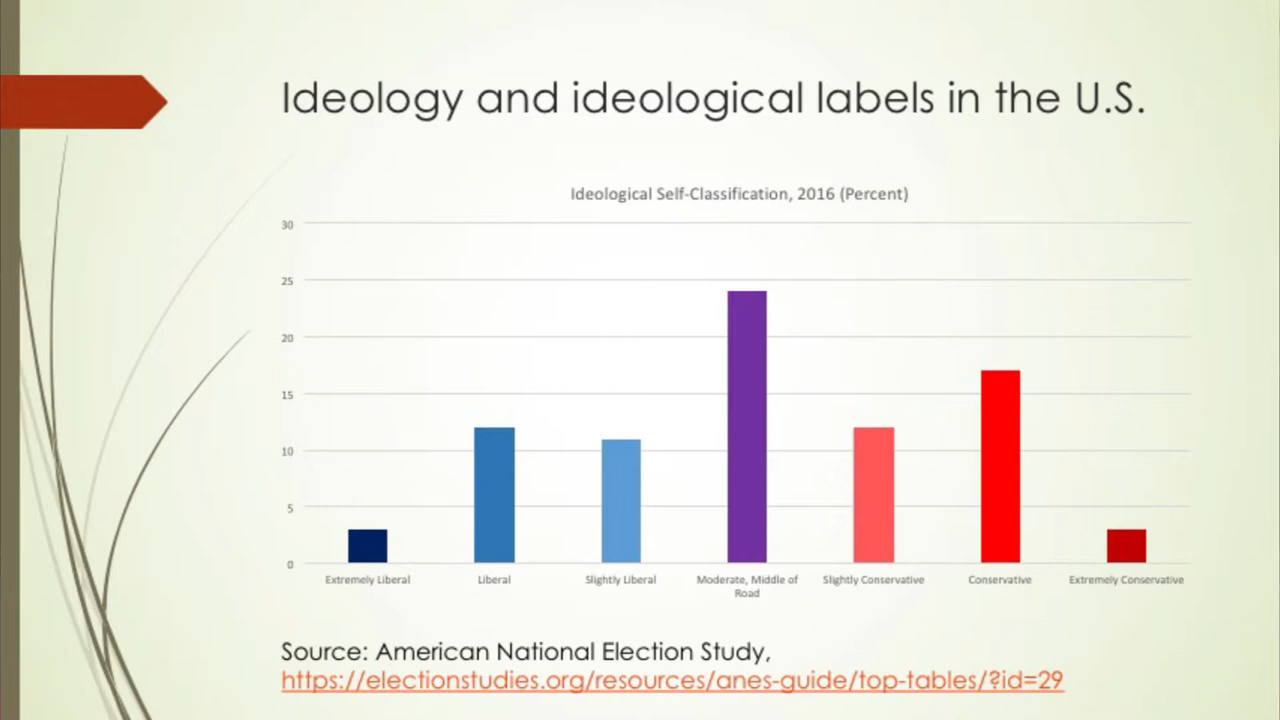 Ideology and ideological labels in the U.S.
Ideological Self-Classification, 2016 (Percent)
30
25
20
15
10
5
0
Extremely Liberal Liberal Slightly Liberal Moderate, Middle of Slightly Conservative Conservative Extremely Conservative
Road
Source: American National Election Study,
https://electionstudies.org/resources/anes-guide/top-tables/?id=29